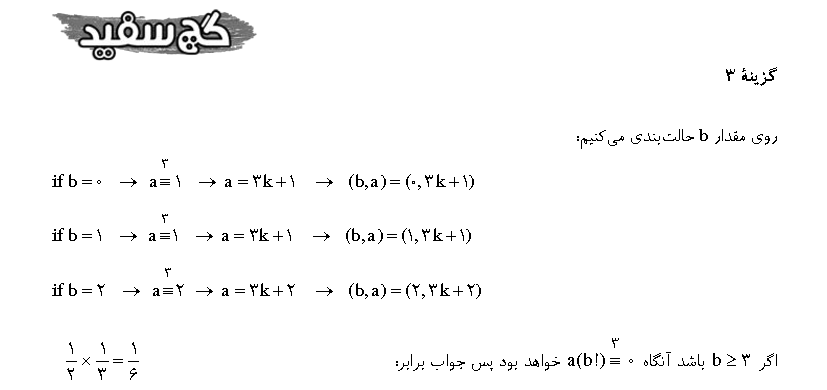 گچ سفید
گزینهٔ ۳
روی مقدار b حالت‌بندی می‌کنیم:
if b = ۰ → a ≡^۳ ۱ → a = ۳k + ۱ → (b, a) = (۰, ۳k + ۱)
if b = ۱ → a ≡^۳ ۱ → a = ۳k + ۱ → (b, a) = (۱, ۳k + ۱)
if b = ۲ → a ≡^۳ ۲ → a = ۳k + ۲ → (b, a) = (۲, ۳k + ۲)
اگر b ≥ ۳ باشد آنگاه a(b!) ≡^۳ ۰ خواهد بود پس جواب برابر: ۱/۲ × ۱/۳ = ۱/۶